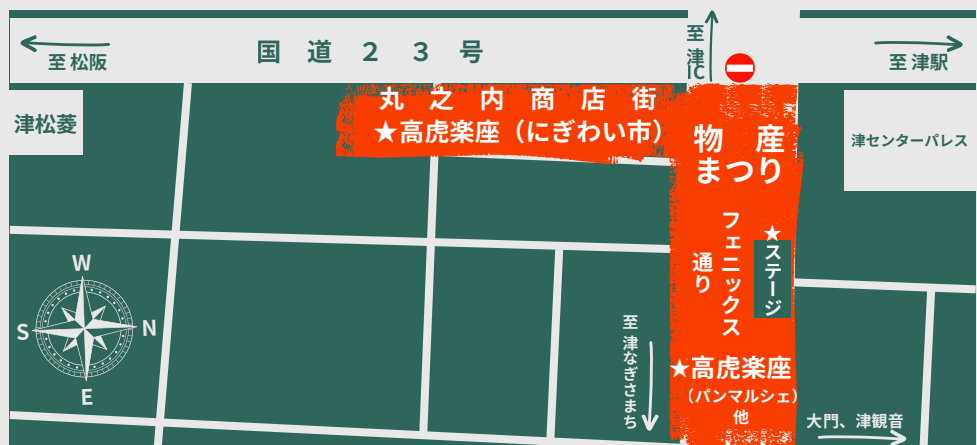 至 松阪
国道２３号
至 津IC
至 津駅
津松菱
丸之内商店街
★高虎楽座（にぎわい市）
物産
まつり
津センターパレス
フェニックス
通り
★ステージ
W
S
N
E
至 津なぎさまち
★高虎楽座
（パンマルシェ）
他
大門、津観音